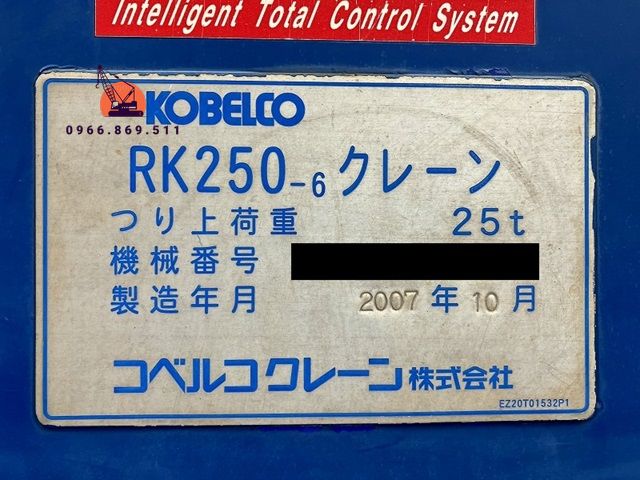 Intelligent Total Control System
KOBELCO
0966.869.511
RK250-6クレーン
つり上荷重 25t
機械番号
製造年月 2007年10月
コベルコクレーン株式会社
EZ20T01532P1